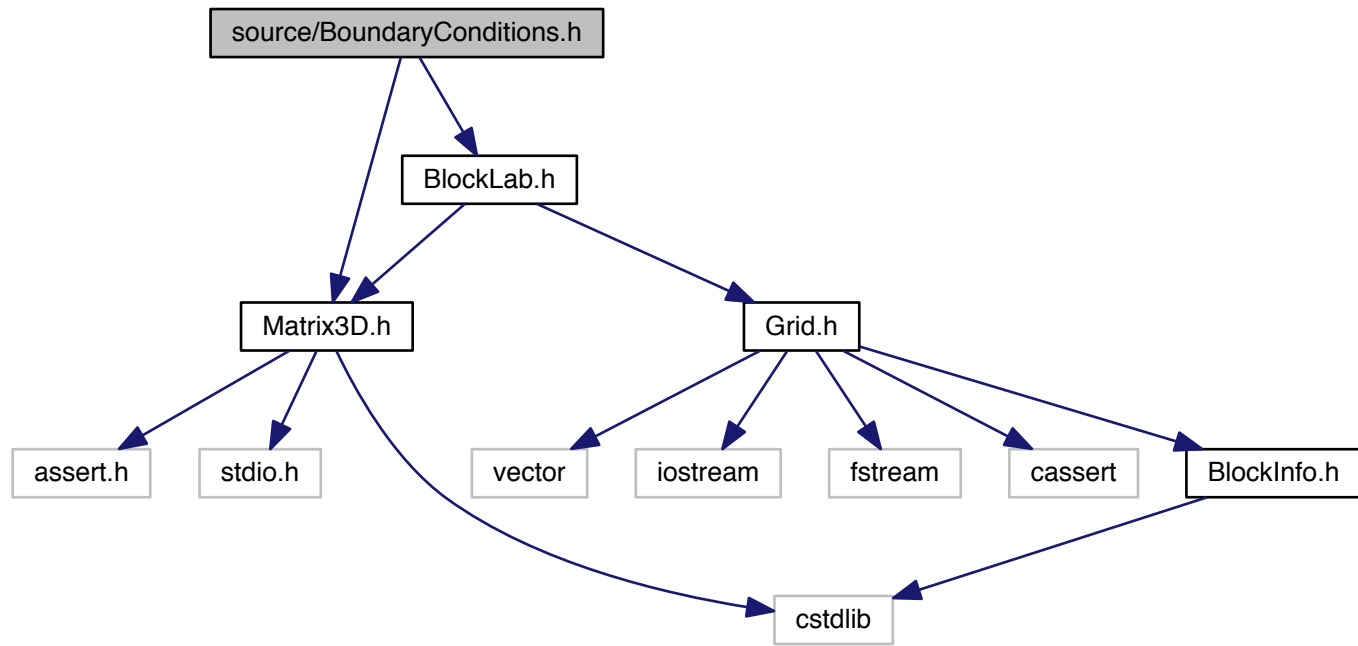 source/BoundaryConditions.h
BlockLab.h
Matrix3D.h
Grid.h
assert.h
stdio.h
vector
iostream
fstream
cassert
BlockInfo.h
cstdlib